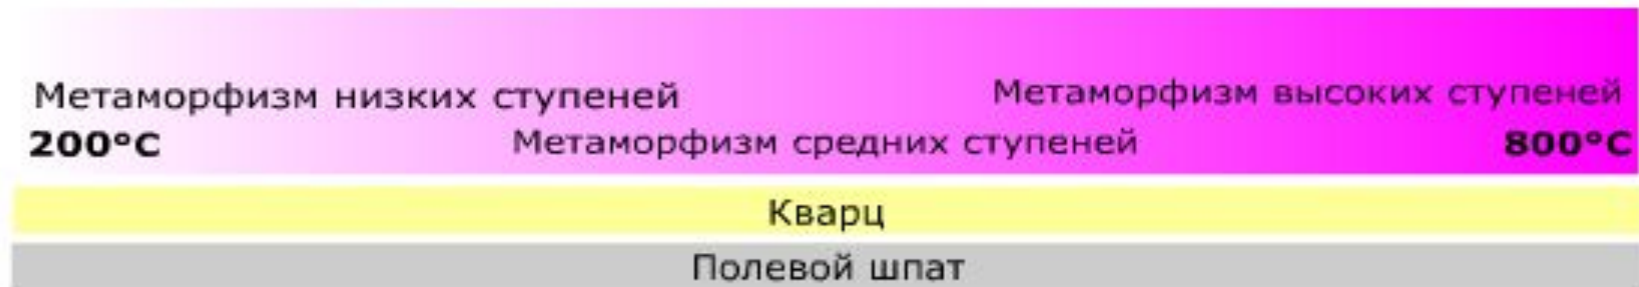 Метаморфизм низких ступеней
Метаморфизм высоких ступеней
200°C
Метаморфизм средних ступеней
800°C
Кварц
Полевой шпат